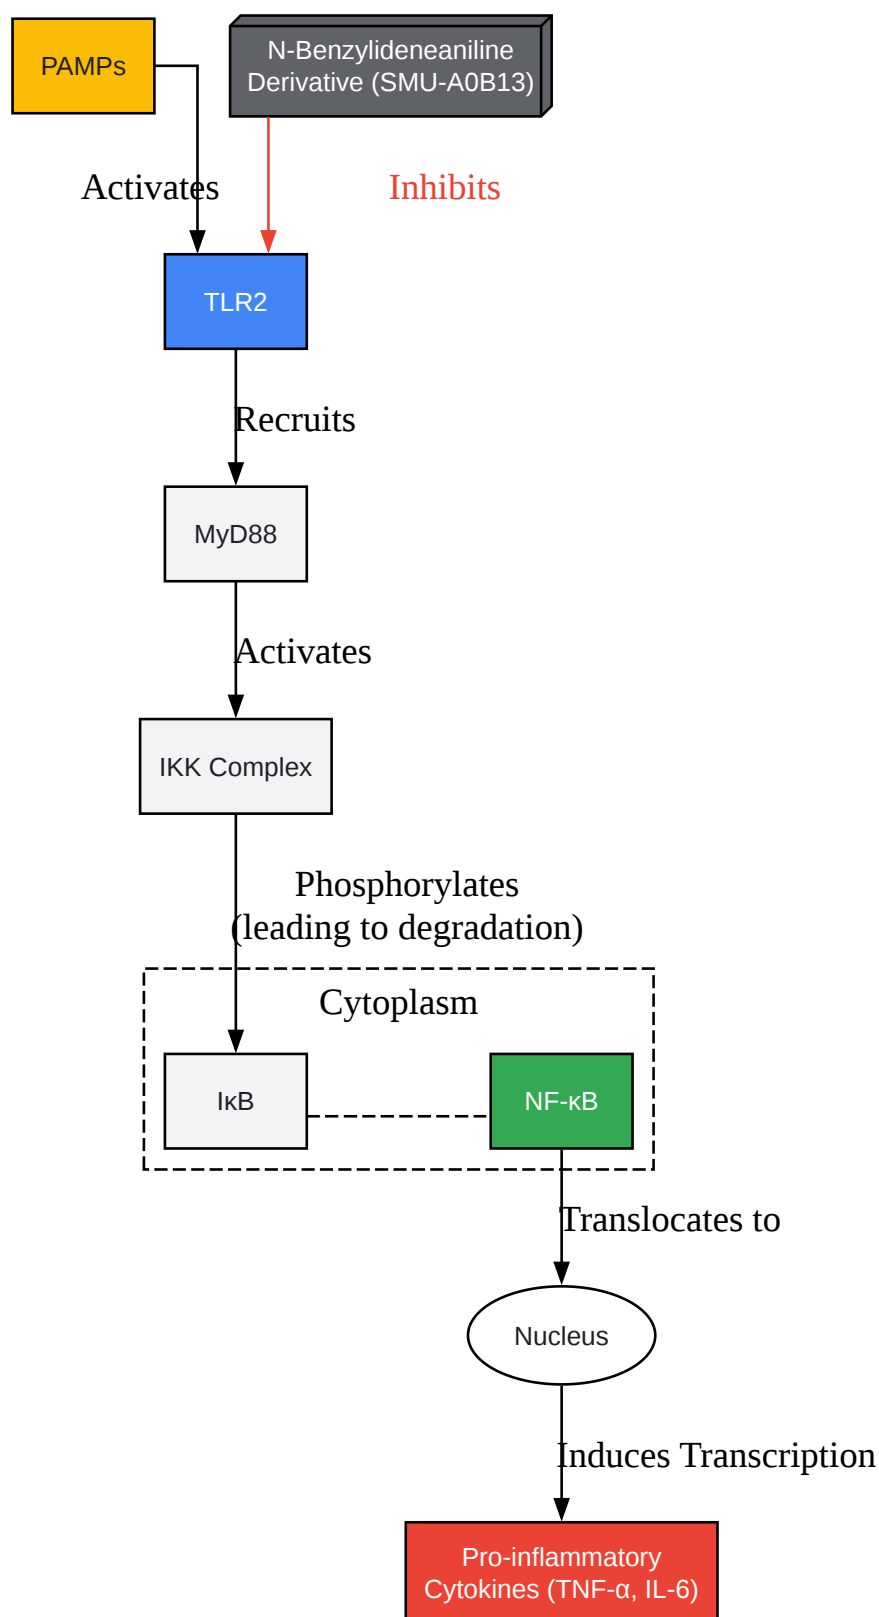 PAMPs
N-Benzylideneaniline
Derivative (SMU-A0B13)
Activates
Inhibits
TLR2
Recruits
MyD88
Activates
IKK Complex
Phosphorylates
(leading to degradation)
Cytoplasm
IκB
NF-κB
Translocates to
Nucleus
Induces Transcription
Pro-inflammatory
Cytokines (TNF-α, IL-6)